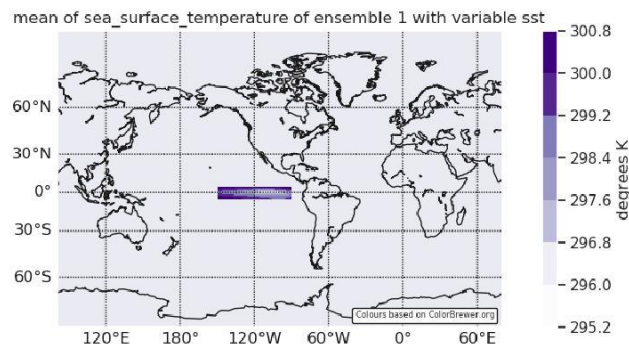 mean of sea_surface_temperature of ensemble 1 with variable sst
300.8
300.0
299.2
298.4
297.6
296.8
296.0
295.2
degrees K
60°N
30°N
0°
30°S
60°S
120°E
180°
120°W
60°W
0°
60°E
Colours based on ColorBrewer.org